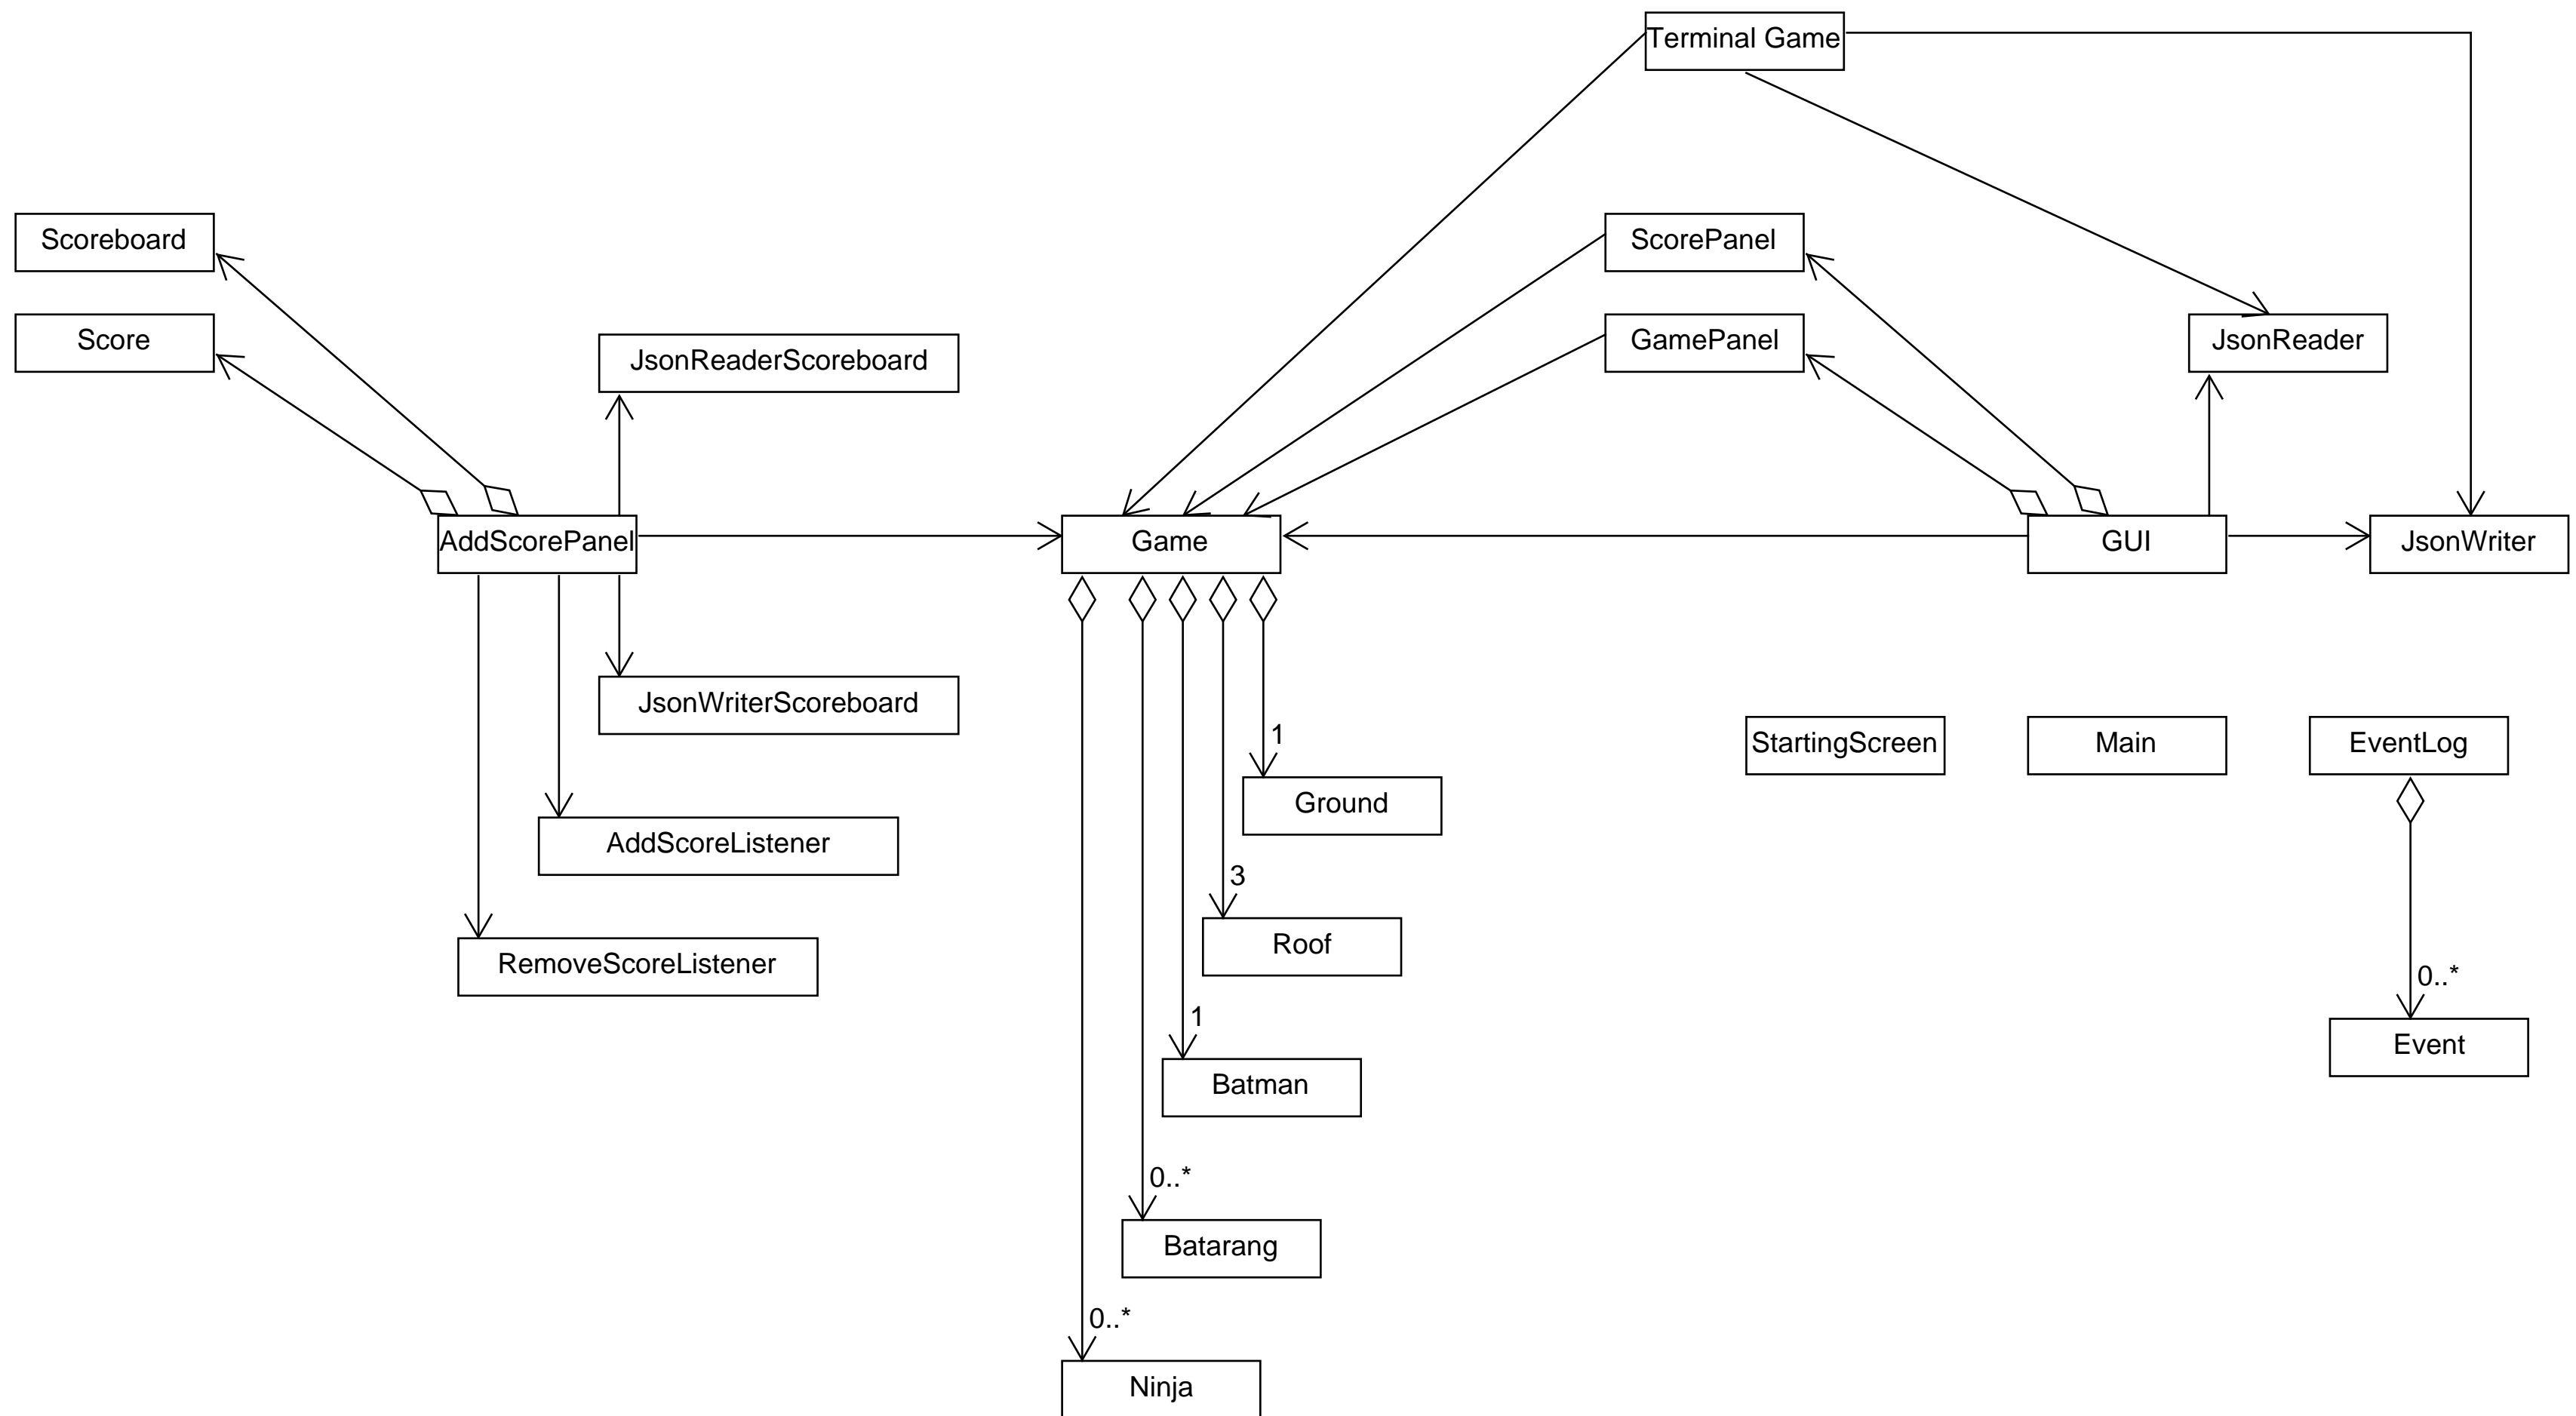 Terminal Game
Scoreboard
ScorePanel
Score
JsonReaderScoreboard
GamePanel
JsonReader
AddScorePanel
Game
GUI
JsonWriter
JsonWriterScoreboard
1
StartingScreen
Main
EventLog
Ground
AddScoreListener
3
Roof
RemoveScoreListener
0..*
1
Event
Batman
0..*
Batarang
0..*
Ninja